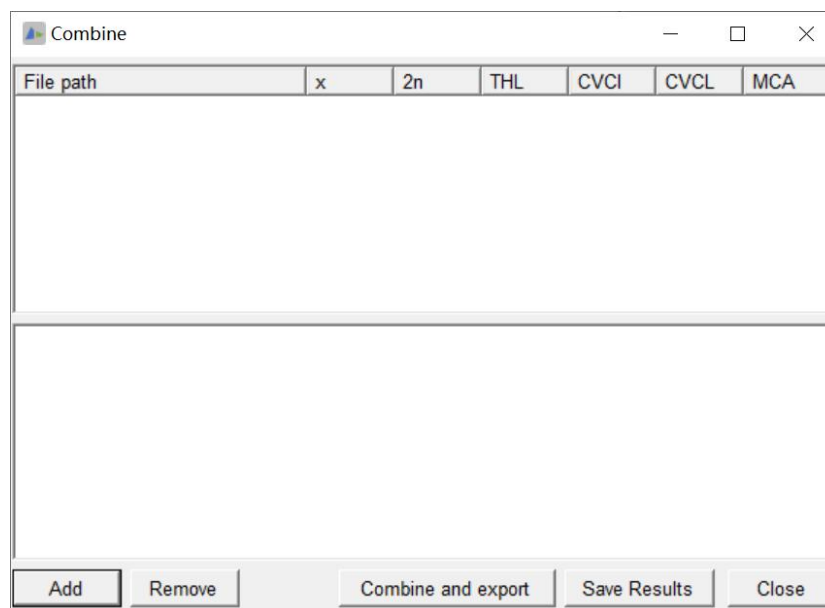 Combine
File path x 2n THL CVCI CVCL MCA
Add Remove Combine and export Save Results Close